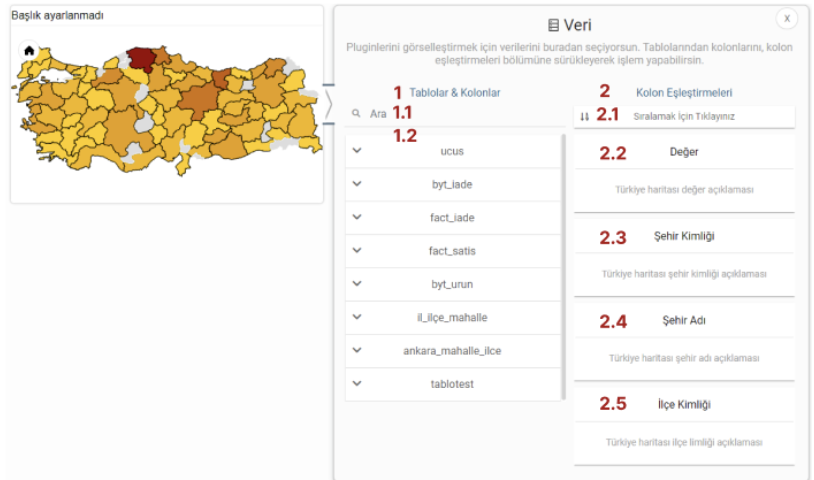 Başlık ayarlanmadı
Veri
X
Pluginlerini görselleştirmek için verilerini buradan seçiyorsun. Tablolarından kolonlarını, kolon
eşleştirmeleri bölümüne sürükleyerek işlem yapabilirsin.
1 Tablolar & Kolonlar
Ara 1.1
1.2
ucus
byt_iade
fact_iade
fact_satis
byt_urun
il_ilçe_mahalle
ankara_mahalle_ilce
tablotest
2 Kolon Eşleştirmeleri
2.1 Sıralamak İçin Tıklayınız
2.2 Değer
Türkiye haritası değer açıklaması
2.3 Şehir Kimliği
Türkiye haritası şehir kimliği açıklaması
2.4 Şehir Adı
Türkiye haritası şehir adı açıklaması
2.5 İlçe Kimliği
Türkiye haritası ilçe limliği açıklaması